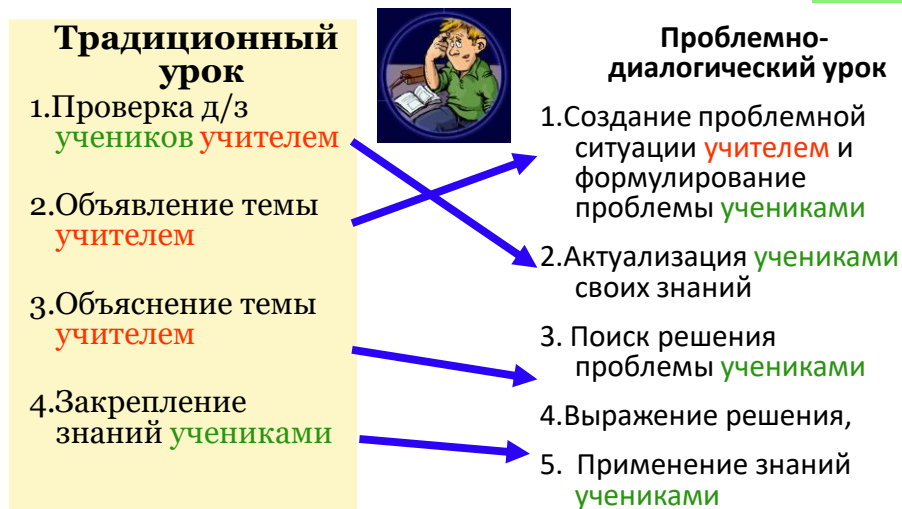 Традиционный
урок
1.Проверка д/з
учеников учителем
2.Объявление темы
учителем
3.Объяснение темы
учителем
4.Закрепление
знаний учениками
Проблемно-
диалогический урок
1.Создание проблемной
ситуации учителем и
формулирование
проблемы учениками
2.Актуализация учениками
своих знаний
3. Поиск решения
проблемы учениками
4.Выражение решения,
5. Применение знаний
учениками